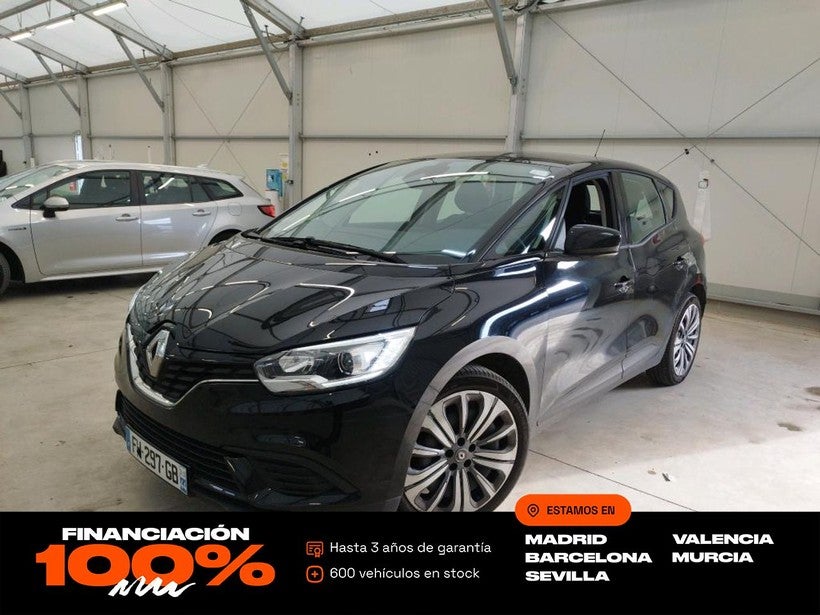 FW-297-GB
FINANCIACIÓN
100%
Hasta 3 años de garantía
600 vehículos en stock
ESTAMOS EN
MADRID
BARCELONA
SEVILLA
VALENCIA
MURCIA